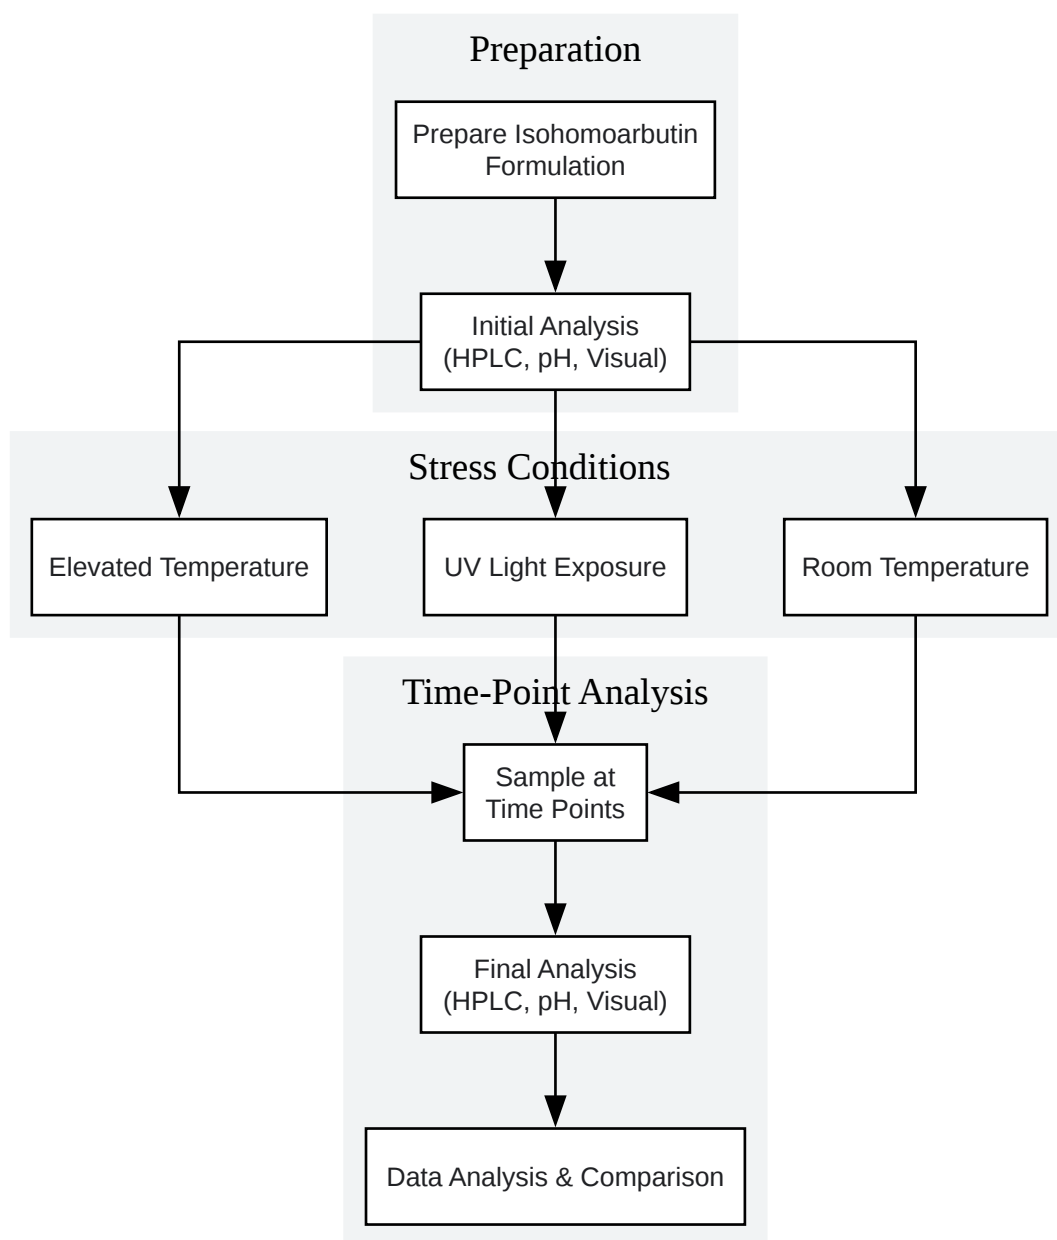 Preparation
Prepare Isohomoarbutin
Formulation
Initial Analysis
(HPLC, pH, Visual)
Stress Conditions
Elevated Temperature
UV Light Exposure
Room Temperature
Time-Point Analysis
Sample at
Time Points
Final Analysis
(HPLC, pH, Visual)
Data Analysis & Comparison